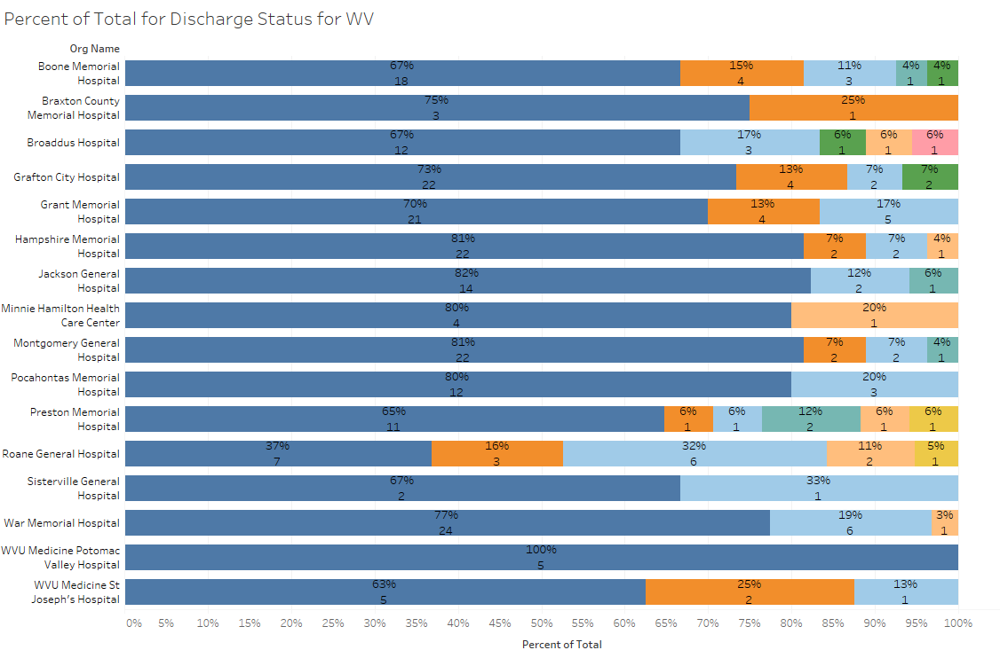 Percent of Total for Discharge Status for WV
Org Name
Boone Memorial
Hospital
67% 15% 11% 4% 4%
18 4 3 1 1
Braxton County
Memorial Hospital
75% 25%
3 1
Broaddus Hospital
67% 17% 6% 6% 6%
12 3 1 1 1
Grafton City Hospital
73% 13% 7% 7%
22 4 2 2
Grant Memorial
Hospital
70% 13% 17%
21 4 5
Hampshire Memorial
Hospital
81% 7% 7% 4%
22 2 2 1
Jackson General
Hospital
82% 12% 6%
14 2 1
Minnie Hamilton Health
Care Center
80% 20%
4 1
Montgomery General
Hospital
81% 7% 7% 4%
22 2 2 1
Pocahontas Memorial
Hospital
80% 20%
12 3
Preston Memorial
Hospital
65% 6% 6% 12% 6% 6%
11 1 1 2 1 1
Roane General Hospital
37% 16% 32% 11% 5%
7 3 6 2 1
Sisterville General
Hospital
67% 33%
2 1
War Memorial Hospital
77% 19% 3%
24 6 1
WVU Medicine Potomac
Valley Hospital
100%
5
WVU Medicine St
Joseph's Hospital
63% 25% 13%
5 2 1
0% 5% 10% 15% 20% 25% 30% 35% 40% 45% 50% 55% 60% 65% 70% 75% 80% 85% 90% 95% 100%
Percent of Total